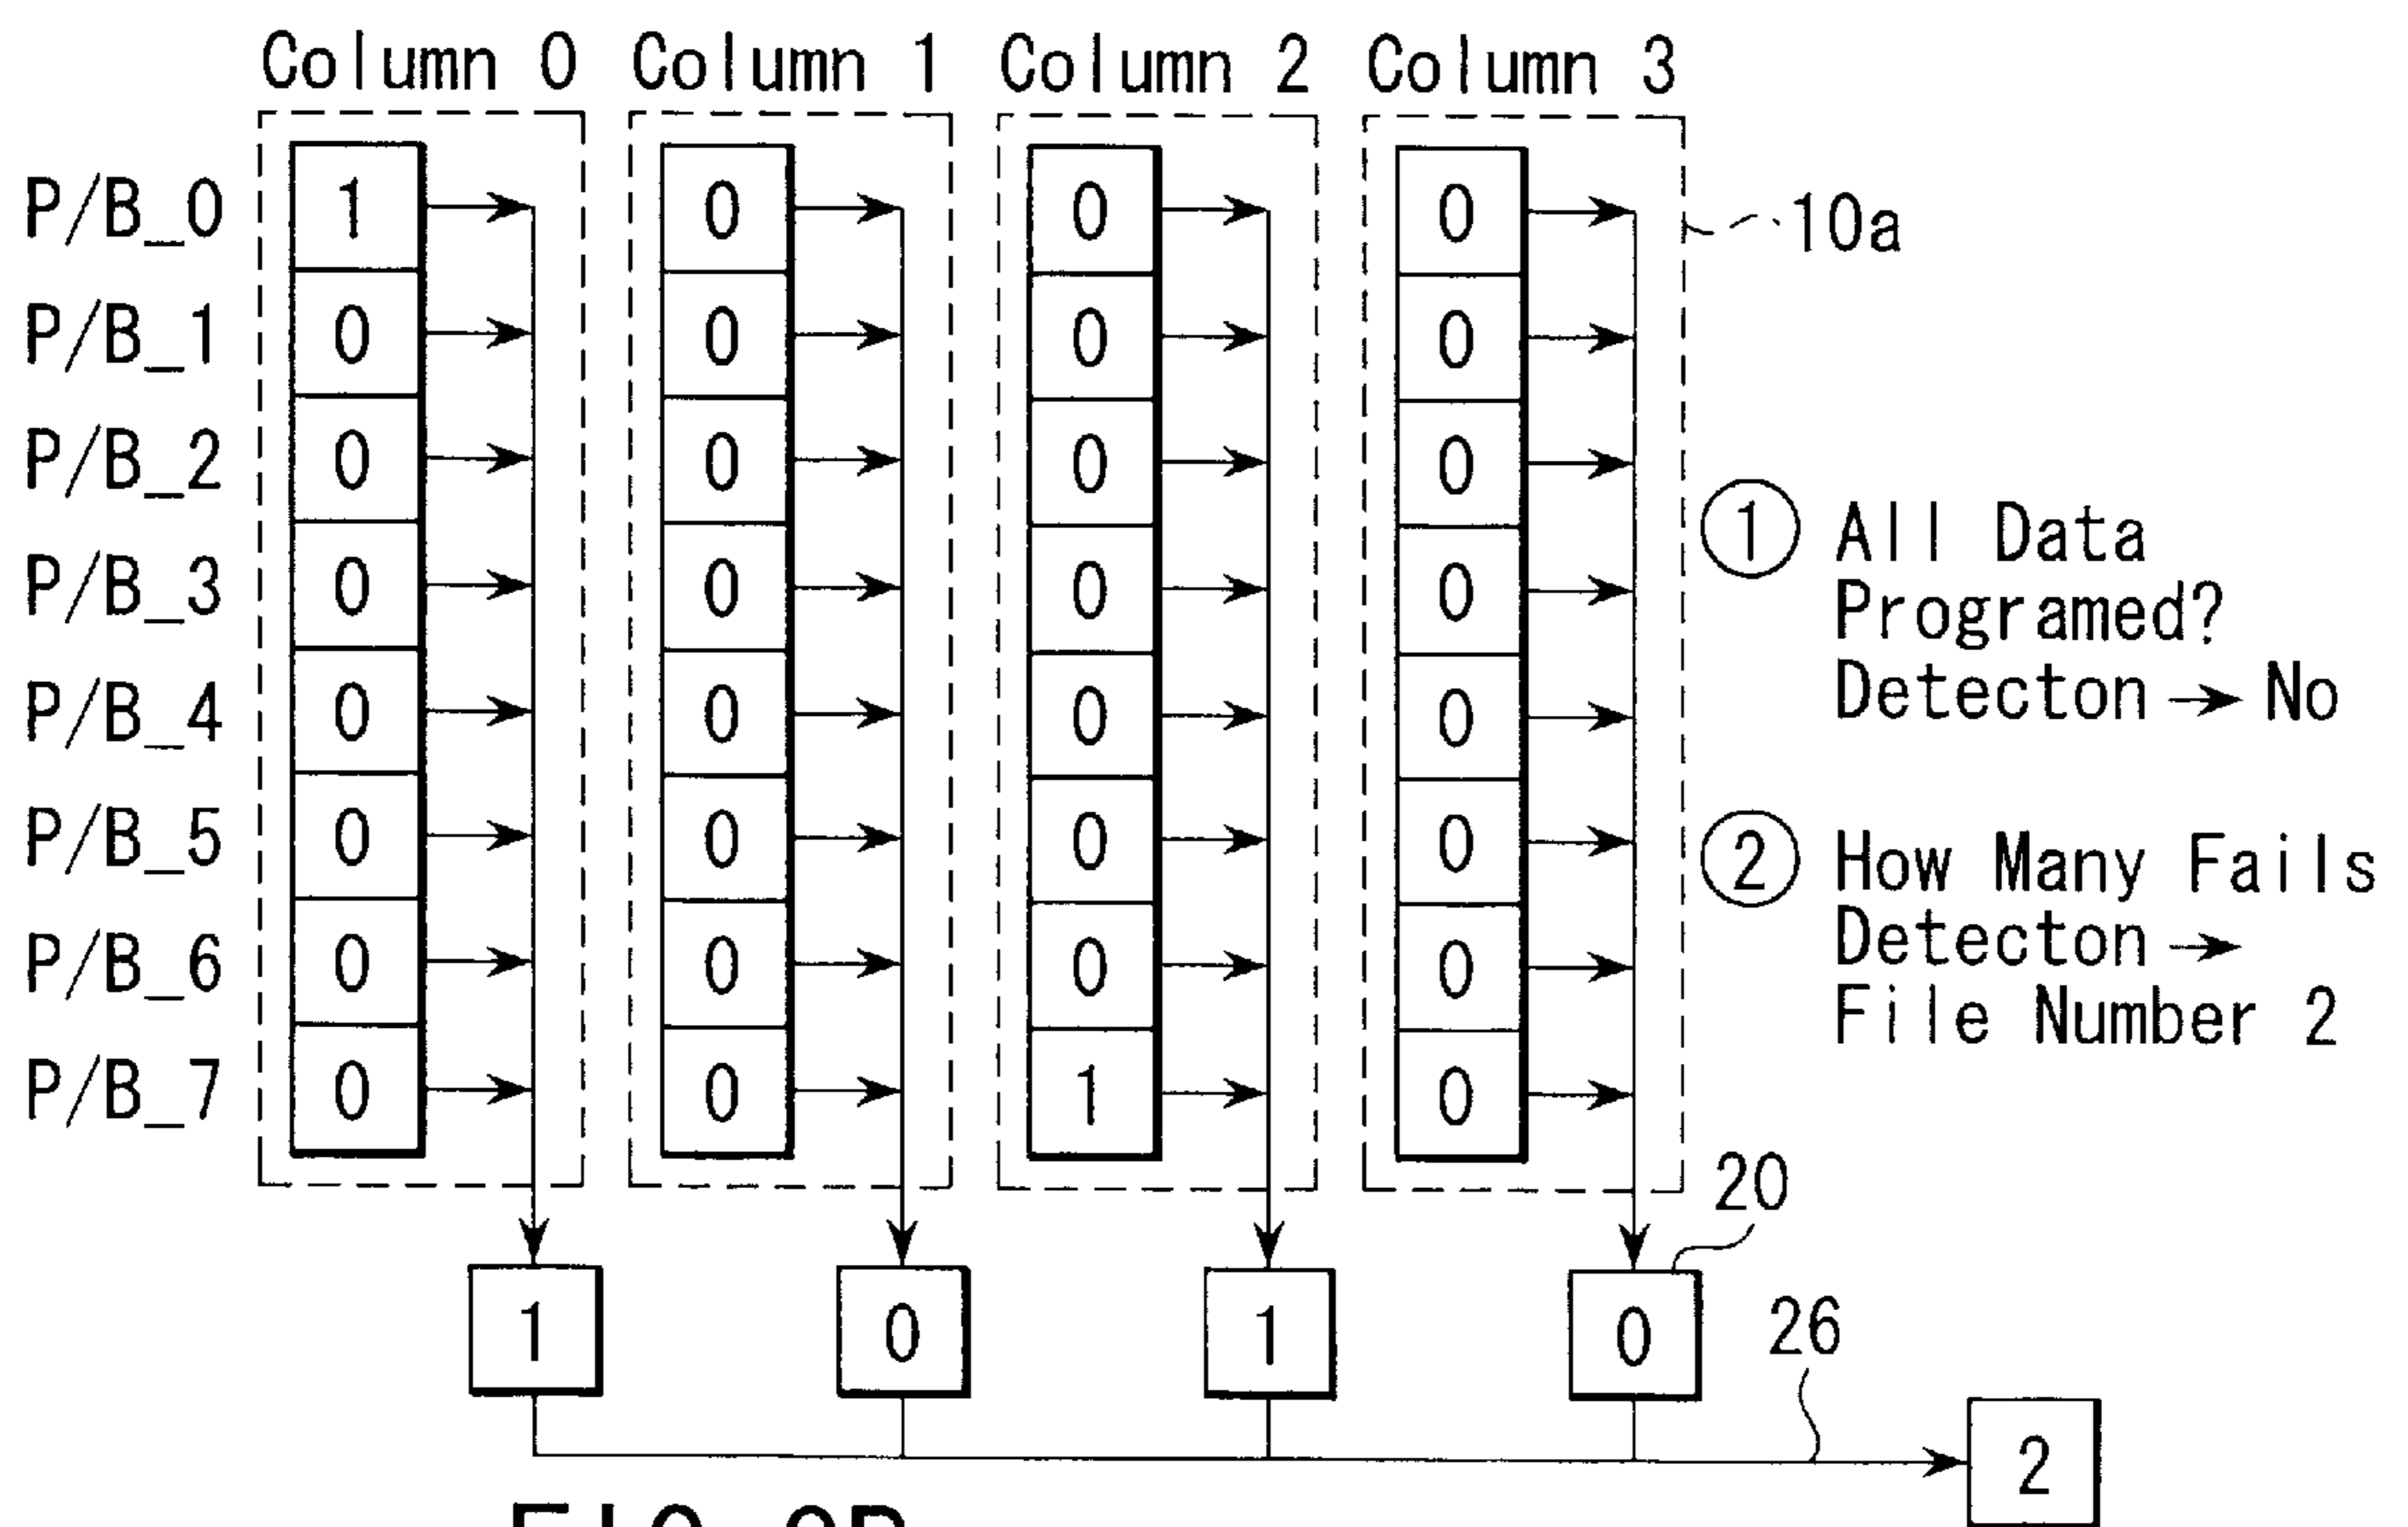 Column 0 Column 1 Column 2 Column 3
P/B_0 1 0 0 0 10a
P/B_1 0 0 0 0
P/B_2 0 0 0 0
P/B_3 0 0 0 0
P/B_4 0 0 0 0
P/B_5 0 0 0 0
P/B_6 0 0 0 0
P/B_7 0 0 1 0
① All Data
Programed?
Detecton → No
② How Many Fails
Detecton →
File Number 2
20
1 0 1 0
26
2